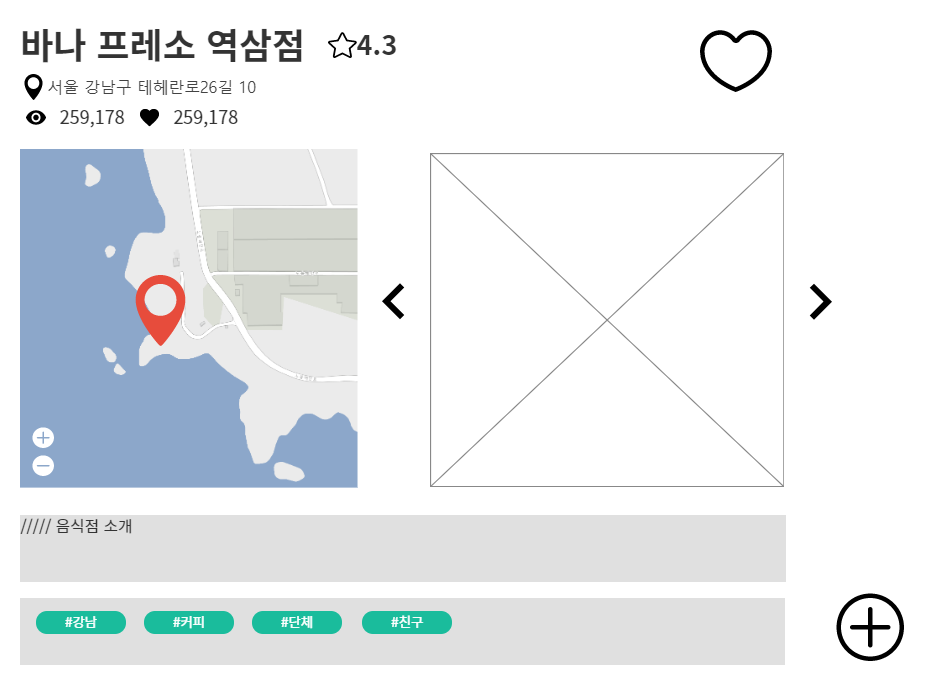 바나 프레소 역삼점 4.3
서울 강남구 테헤란로26길 10
259,178 259,178
///// 음식점 소개
#강남 #커피 #단체 #친구